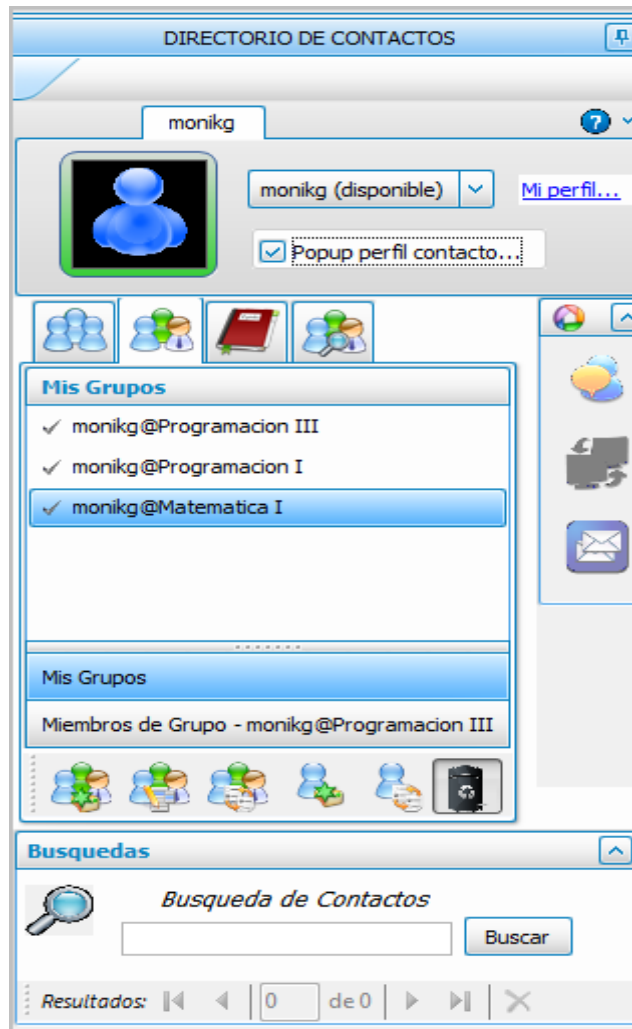 DIRECTORIO DE CONTACTOS
monikg
?
monikg (disponible)
Mi perfil...
Popup perfil contacto...
Mis Grupos
monikg@Programacion III
monikg@Programacion I
monikg@Matematica I
Mis Grupos
Miembros de Grupo - monikg@Programacion III
Busquedas
Busqueda de Contactos
Buscar
Resultados: 0 de 0